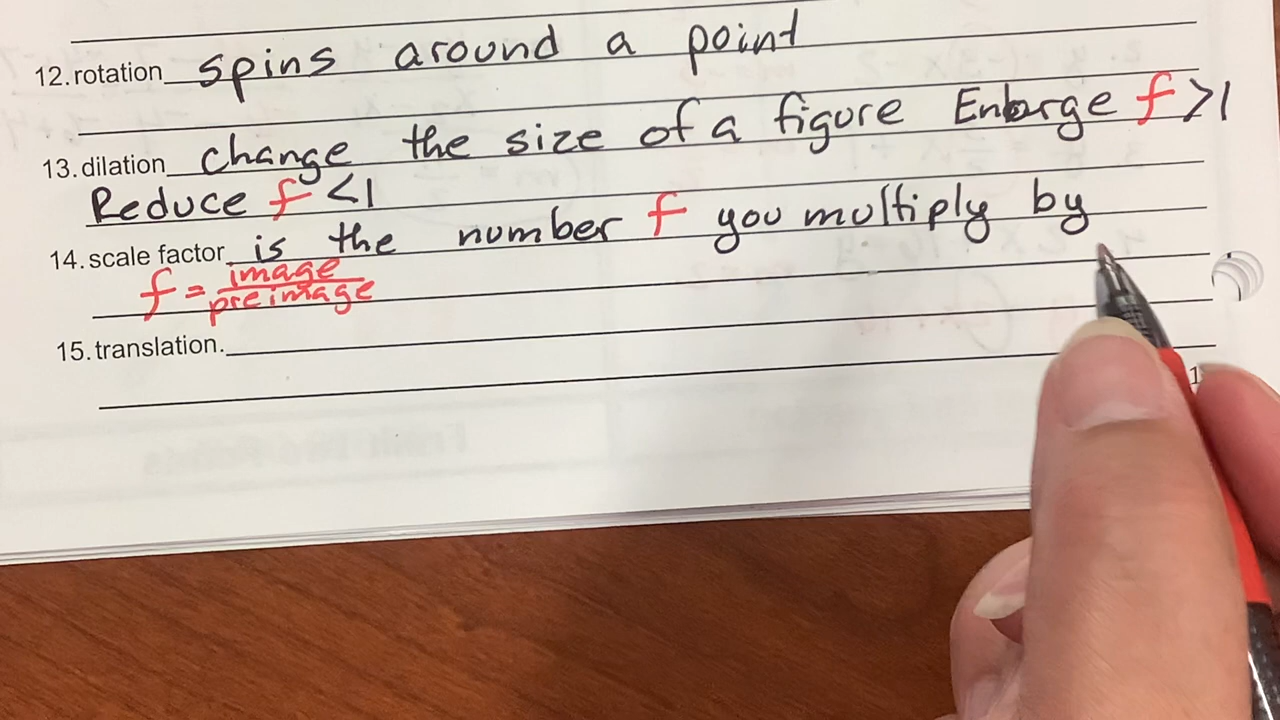 12. rotation spins around a point
13. dilation change the size of a figure Enlarge f >1
Reduce f <1
14. scale factor is the number f you multiply by
f = image / preimage
15. translation.